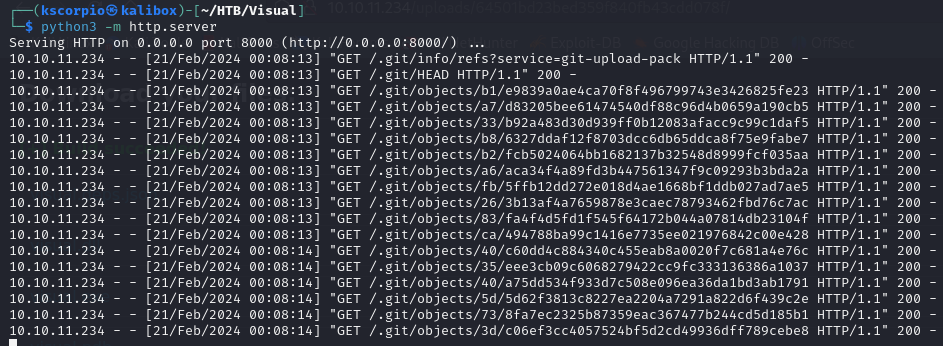 10.10.11.234
┌──(kscorpio㉿kalibox)-[~/HTB/Visual]
└─$ python3 -m http.server
Serving HTTP on 0.0.0.0 port 8000 (http://0.0.0.0:8000/) ...
10.10.11.234 - - [21/Feb/2024 00:08:13] "GET /.git/info/refs?service=git-upload-pack HTTP/1.1" 200 -
10.10.11.234 - - [21/Feb/2024 00:08:13] "GET /.git/HEAD HTTP/1.1" 200 -
10.10.11.234 - - [21/Feb/2024 00:08:13] "GET /.git/objects/b1/e9839a0ae4ca70f8f496799743e3426825fe23 HTTP/1.1" 200 -
10.10.11.234 - - [21/Feb/2024 00:08:13] "GET /.git/objects/a7/d83205bee61474540df88c96d4b0659a190cb5 HTTP/1.1" 200 -
10.10.11.234 - - [21/Feb/2024 00:08:13] "GET /.git/objects/33/b92a483d30d939ff0b12083afacc9c99c1daf5 HTTP/1.1" 200 -
10.10.11.234 - - [21/Feb/2024 00:08:13] "GET /.git/objects/b8/6327ddaf12f8703dcc6db65ddca8f75e9fabe7 HTTP/1.1" 200 -
10.10.11.234 - - [21/Feb/2024 00:08:13] "GET /.git/objects/b2/fcb5024064bb1682137b32548d8999fcf035aa HTTP/1.1" 200 -
10.10.11.234 - - [21/Feb/2024 00:08:13] "GET /.git/objects/a6/aca34f4a89fd3b447561347f9c09293b3bda2a HTTP/1.1" 200 -
10.10.11.234 - - [21/Feb/2024 00:08:13] "GET /.git/objects/fb/5ffb12dd272e018d4ae1668bf1ddb027ad7ae5 HTTP/1.1" 200 -
10.10.11.234 - - [21/Feb/2024 00:08:13] "GET /.git/objects/26/3b13af4a7659878e3caec78793462fbd76c7ac HTTP/1.1" 200 -
10.10.11.234 - - [21/Feb/2024 00:08:13] "GET /.git/objects/83/fa4f4d5fd1f545f64172b044a07814db23104f HTTP/1.1" 200 -
10.10.11.234 - - [21/Feb/2024 00:08:13] "GET /.git/objects/ca/494788ba99c1416e7735ee021976842c00e428 HTTP/1.1" 200 -
10.10.11.234 - - [21/Feb/2024 00:08:14] "GET /.git/objects/40/c60dd4c884340c455eab8a0020f7c681a4e76c HTTP/1.1" 200 -
10.10.11.234 - - [21/Feb/2024 00:08:14] "GET /.git/objects/35/eee3cb09c6068279422cc9fc333136386a1037 HTTP/1.1" 200 -
10.10.11.234 - - [21/Feb/2024 00:08:14] "GET /.git/objects/40/a75dd534f933d7c508e096ea36da1bd3ab1791 HTTP/1.1" 200 -
10.10.11.234 - - [21/Feb/2024 00:08:14] "GET /.git/objects/5d/5d62f3813c8227ea2204a7291a822d6f439c2e HTTP/1.1" 200 -
10.10.11.234 - - [21/Feb/2024 00:08:14] "GET /.git/objects/73/8fa7ec2325b87359eac367477b244cd5d185b1 HTTP/1.1" 200 -
10.10.11.234 - - [21/Feb/2024 00:08:14] "GET /.git/objects/3d/c06ef3cc4057524bf5d2cd49936dff789cebe8 HTTP/1.1" 200 -